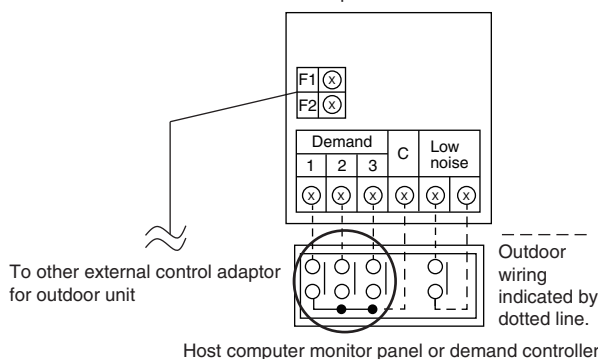 F1 x
F2 x
Demand C Low noise
1 2 3
x x x x x x
Outdoor
wiring
indicated by
dotted line.
To other external control adaptor
for outdoor unit
Host computer monitor panel or demand controller